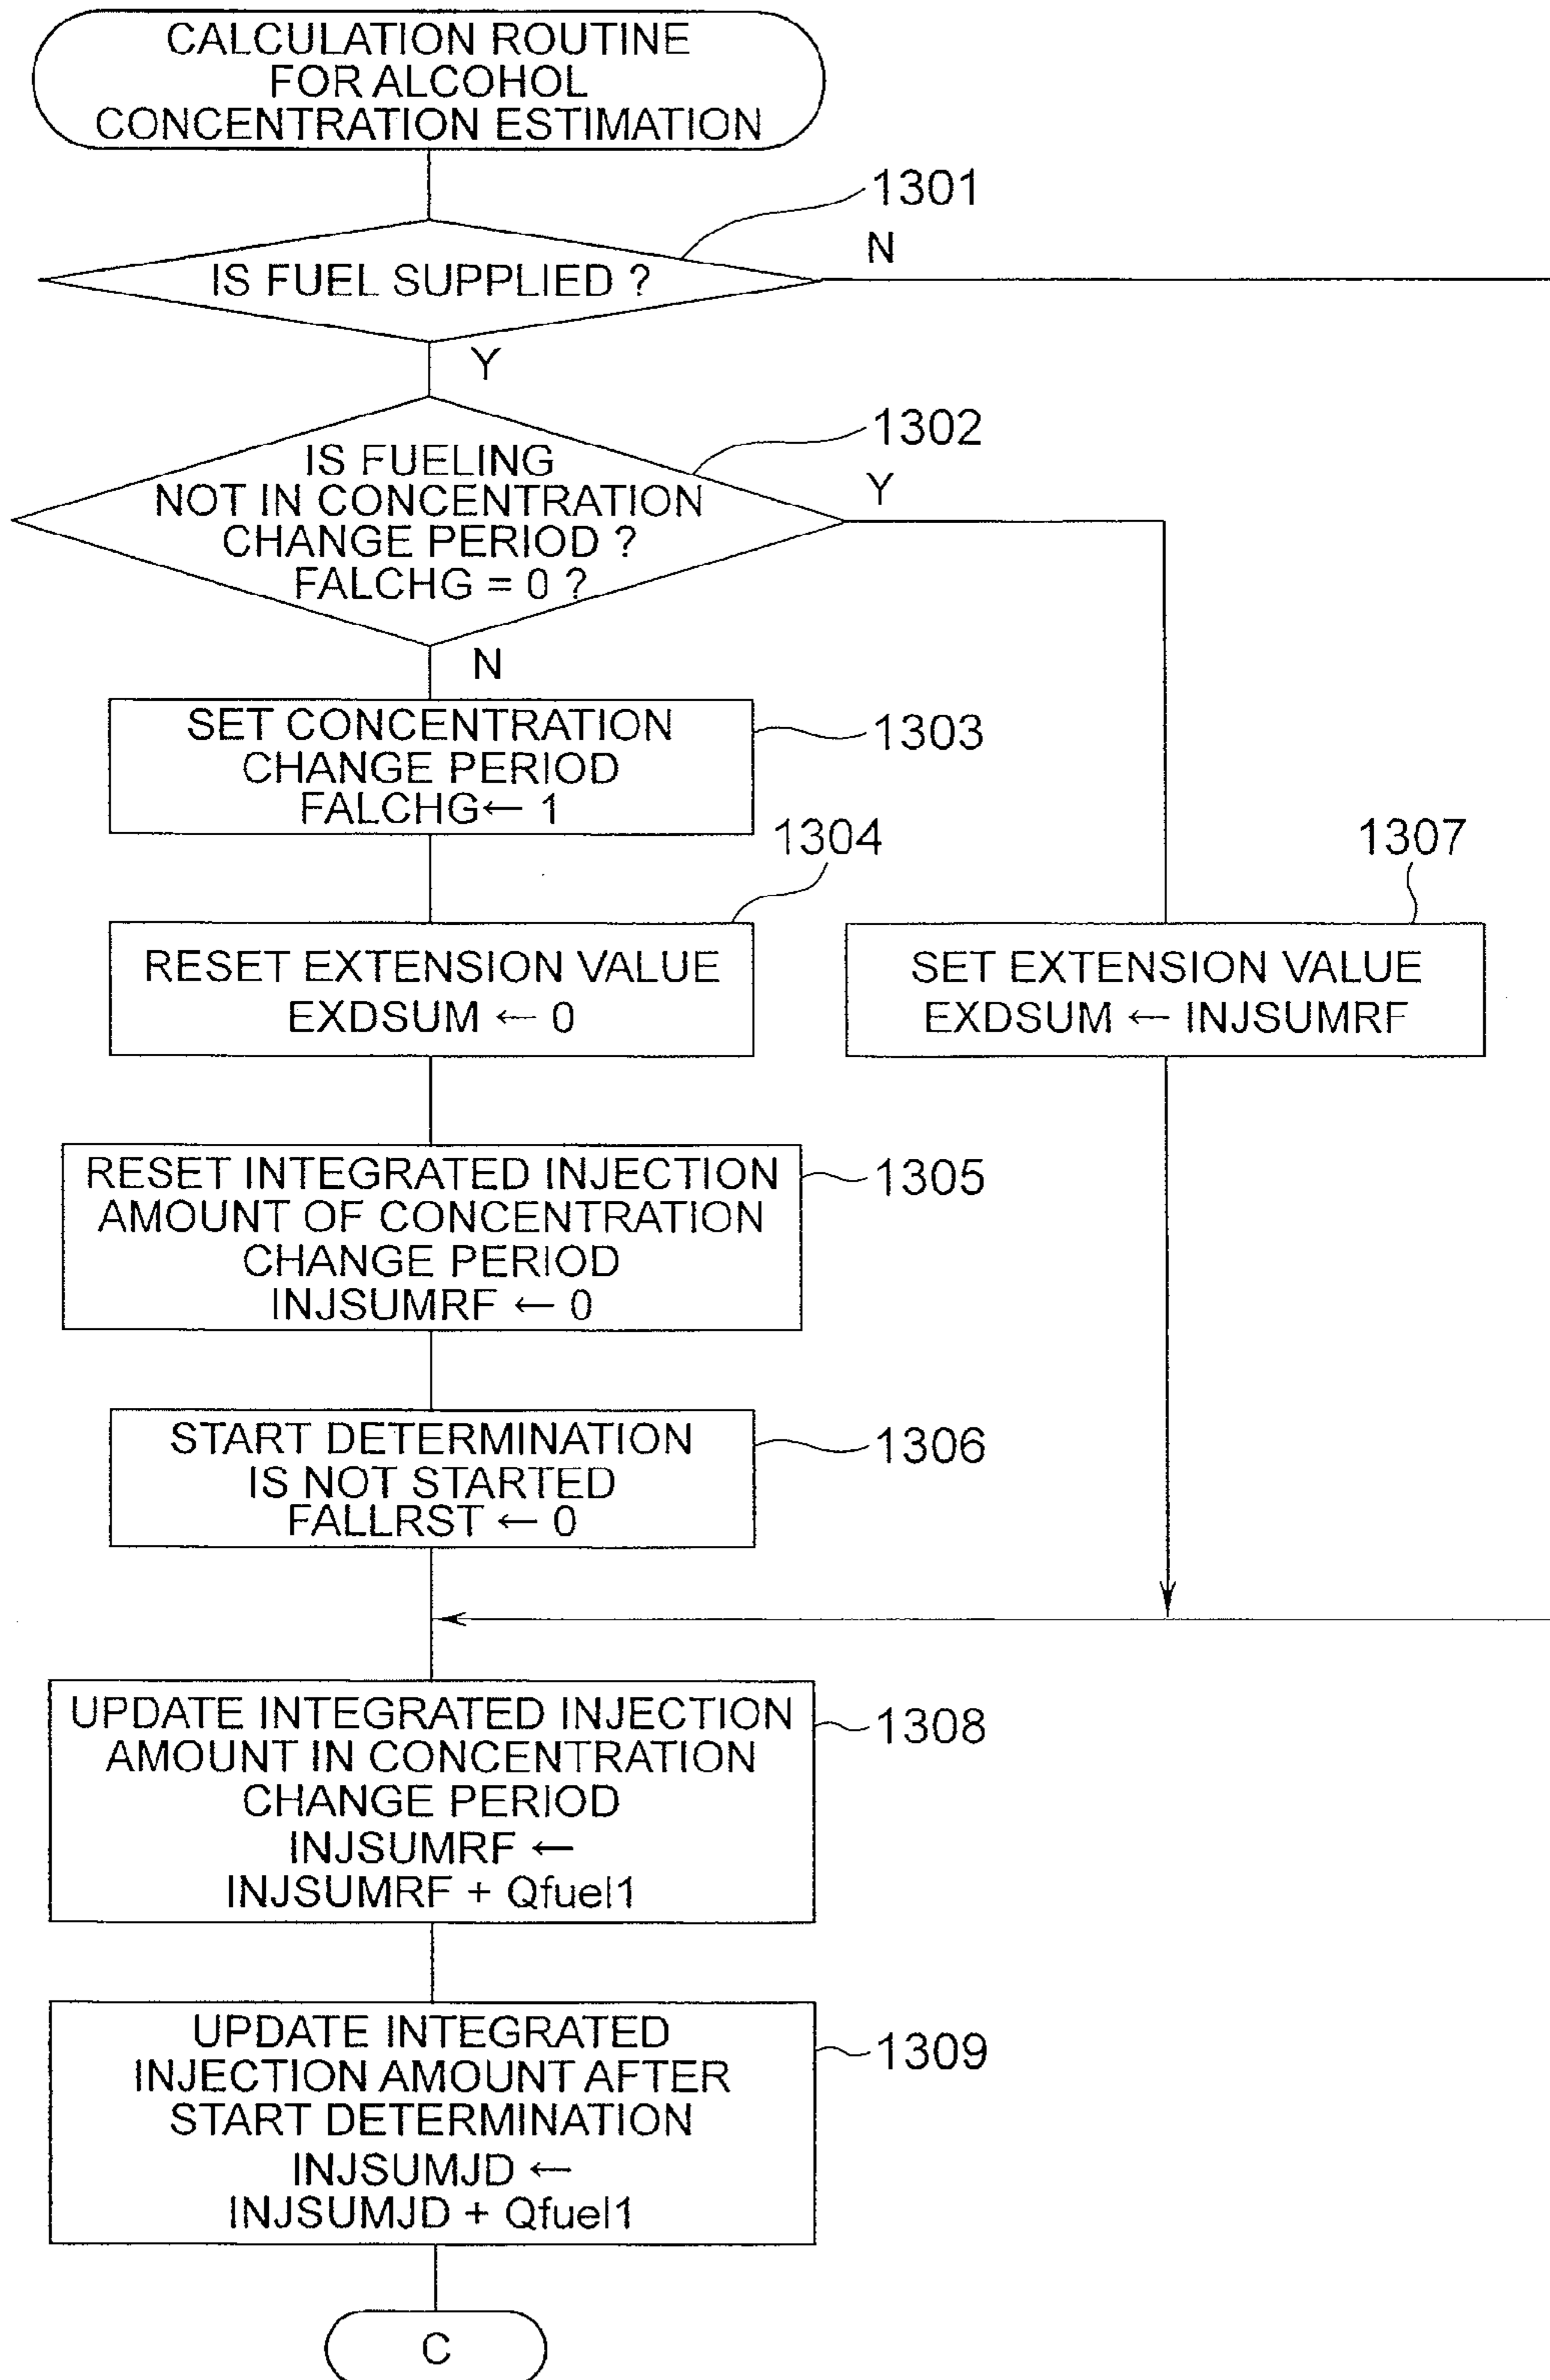 CALCULATION ROUTINE
FOR ALCOHOL
CONCENTRATION ESTIMATION
1301
IS FUEL SUPPLIED ?
N
Y
1302
IS FUELING
NOT IN CONCENTRATION
CHANGE PERIOD ?
FALCHG = 0 ?
Y
N
SET CONCENTRATION
CHANGE PERIOD
FALCHG← 1
1303
1304
RESET EXTENSION VALUE
EXDSUM ← 0
1307
SET EXTENSION VALUE
EXDSUM ← INJSUMRF
RESET INTEGRATED INJECTION
AMOUNT OF CONCENTRATION
CHANGE PERIOD
INJSUMRF ← 0
1305
START DETERMINATION
IS NOT STARTED
FALLRST ← 0
1306
UPDATE INTEGRATED INJECTION
AMOUNT IN CONCENTRATION
CHANGE PERIOD
INJSUMRF ←
INJSUMRF + Qfuel1
1308
UPDATE INTEGRATED
INJECTION AMOUNT AFTER
START DETERMINATION
INJSUMJD ←
INJSUMJD + Qfuel1
1309
C